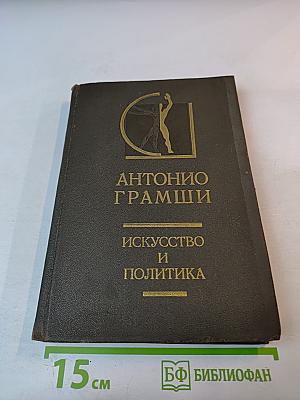 АНТОНИО
ГРАМШИ
ИСКУССТВО
И
ПОЛИТИКА
15 см
БФ БИБЛИОФАН